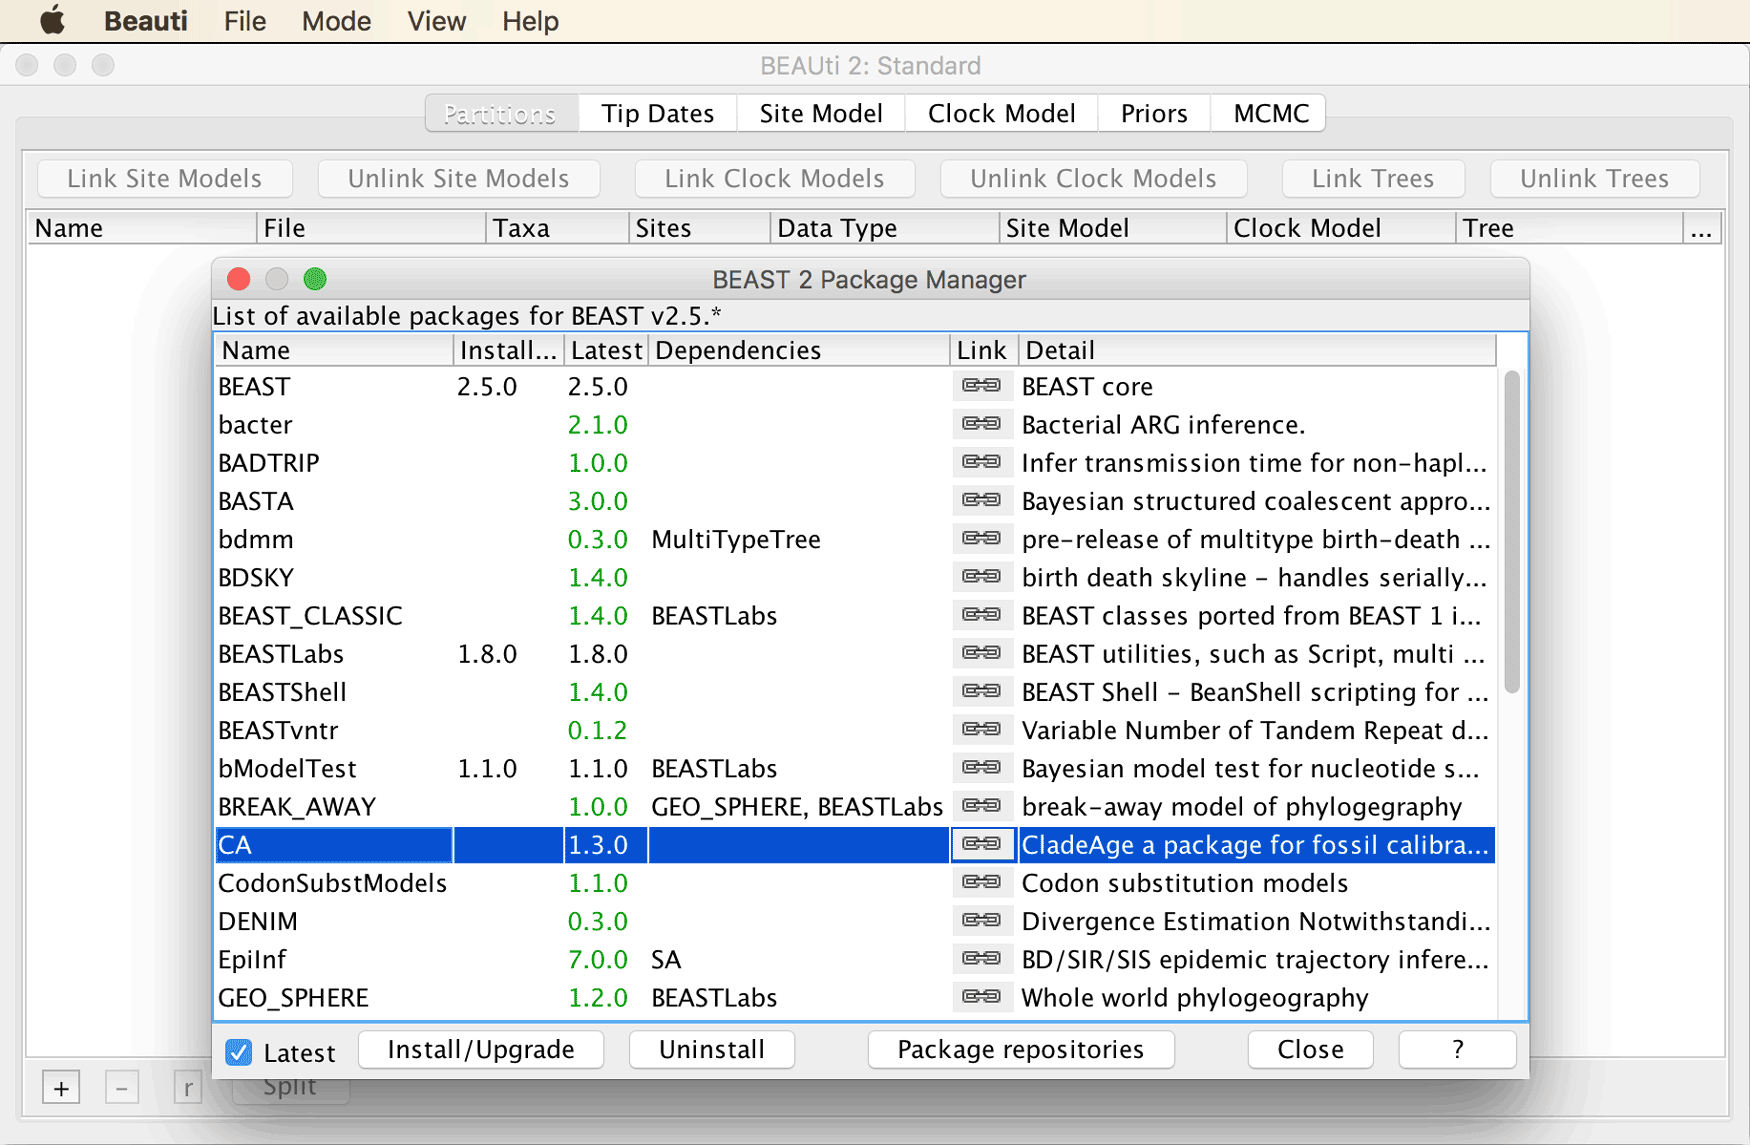 Beauti File Mode View Help
BEAUti 2: Standard
Partitions Tip Dates Site Model Clock Model Priors MCMC
Link Site Models Unlink Site Models Link Clock Models Unlink Clock Models Link Trees Unlink Trees
Name File Taxa Sites Data Type Site Model Clock Model Tree ...
BEAST 2 Package Manager
List of available packages for BEAST v2.5.*
Name Install... Latest Dependencies Link Detail
BEAST 2.5.0 2.5.0 BEAST core
bacter 2.1.0 Bacterial ARG inference.
BADTRIP 1.0.0 Infer transmission time for non-hapl...
BASTA 3.0.0 Bayesian structured coalescent appro...
bdmm 0.3.0 MultiTypeTree pre-release of multitype birth-death ...
BDSKY 1.4.0 birth death skyline - handles serially...
BEAST_CLASSIC 1.4.0 BEASTLabs BEAST classes ported from BEAST 1 i...
BEASTLabs 1.8.0 1.8.0 BEAST utilities, such as Script, multi ...
BEASTShell 1.4.0 BEAST Shell - BeanShell scripting for ...
BEASTvntr 0.1.2 Variable Number of Tandem Repeat d...
bModelTest 1.1.0 1.1.0 BEASTLabs Bayesian model test for nucleotide s...
BREAK_AWAY 1.0.0 GEO_SPHERE, BEASTLabs break-away model of phylogegraphy
CA 1.3.0 CladeAge a package for fossil calibra...
CodonSubstModels 1.1.0 Codon substitution models
DENIM 0.3.0 Divergence Estimation Notwithstandi...
EpiInf 7.0.0 SA BD/SIR/SIS epidemic trajectory infere...
GEO_SPHERE 1.2.0 BEASTLabs Whole world phylogeography
Latest Install/Upgrade Uninstall Package repositories Close ?
+ - r Split